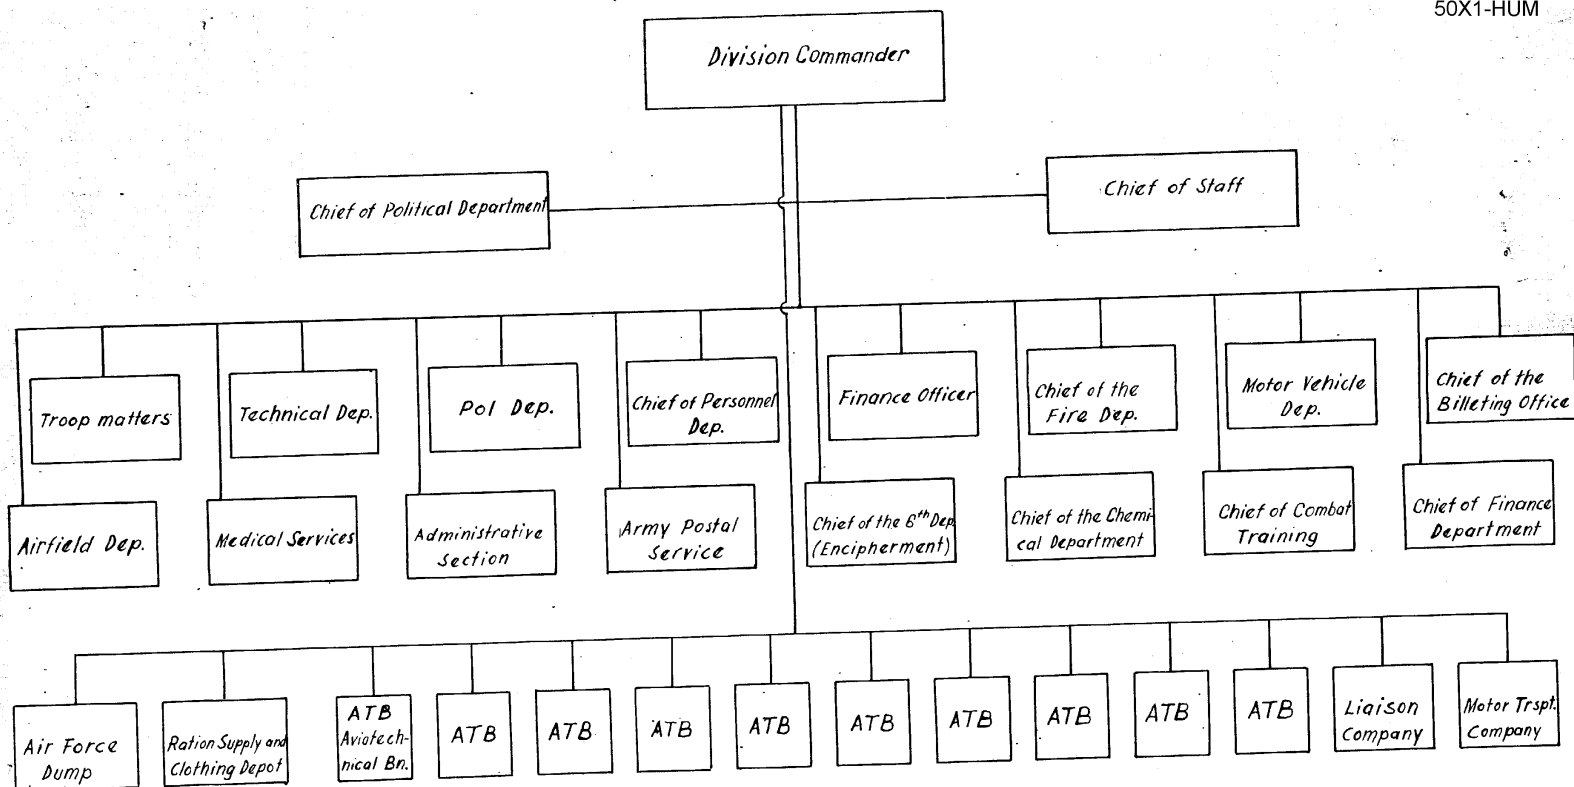 50X1-HUM
Division Commander
Chief of Political Department
Chief of Staff
Troop matters
Technical Dep.
Pol Dep.
Chief of Personnel
Dep.
Finance Officer
Chief of the
Fire Dep.
Motor Vehicle
Dep.
Chief of the
Billeting Office
Airfield Dep.
Medical Services
Administrative
Section
Army Postal
Service
Chief of the 6th Dep.
(Encipherment)
Chief of the Chemi-
cal Department
Chief of Combat
Training
Chief of Finance
Department
Air Force
Dump
Ration Supply and
Clothing Depot
ATB
Aviotech-
nical Bn.
ATB
ATB
ATB
ATB
ATB
ATB
ATB
ATB
ATB
Liaison
Company
Motor Trspt.
Company